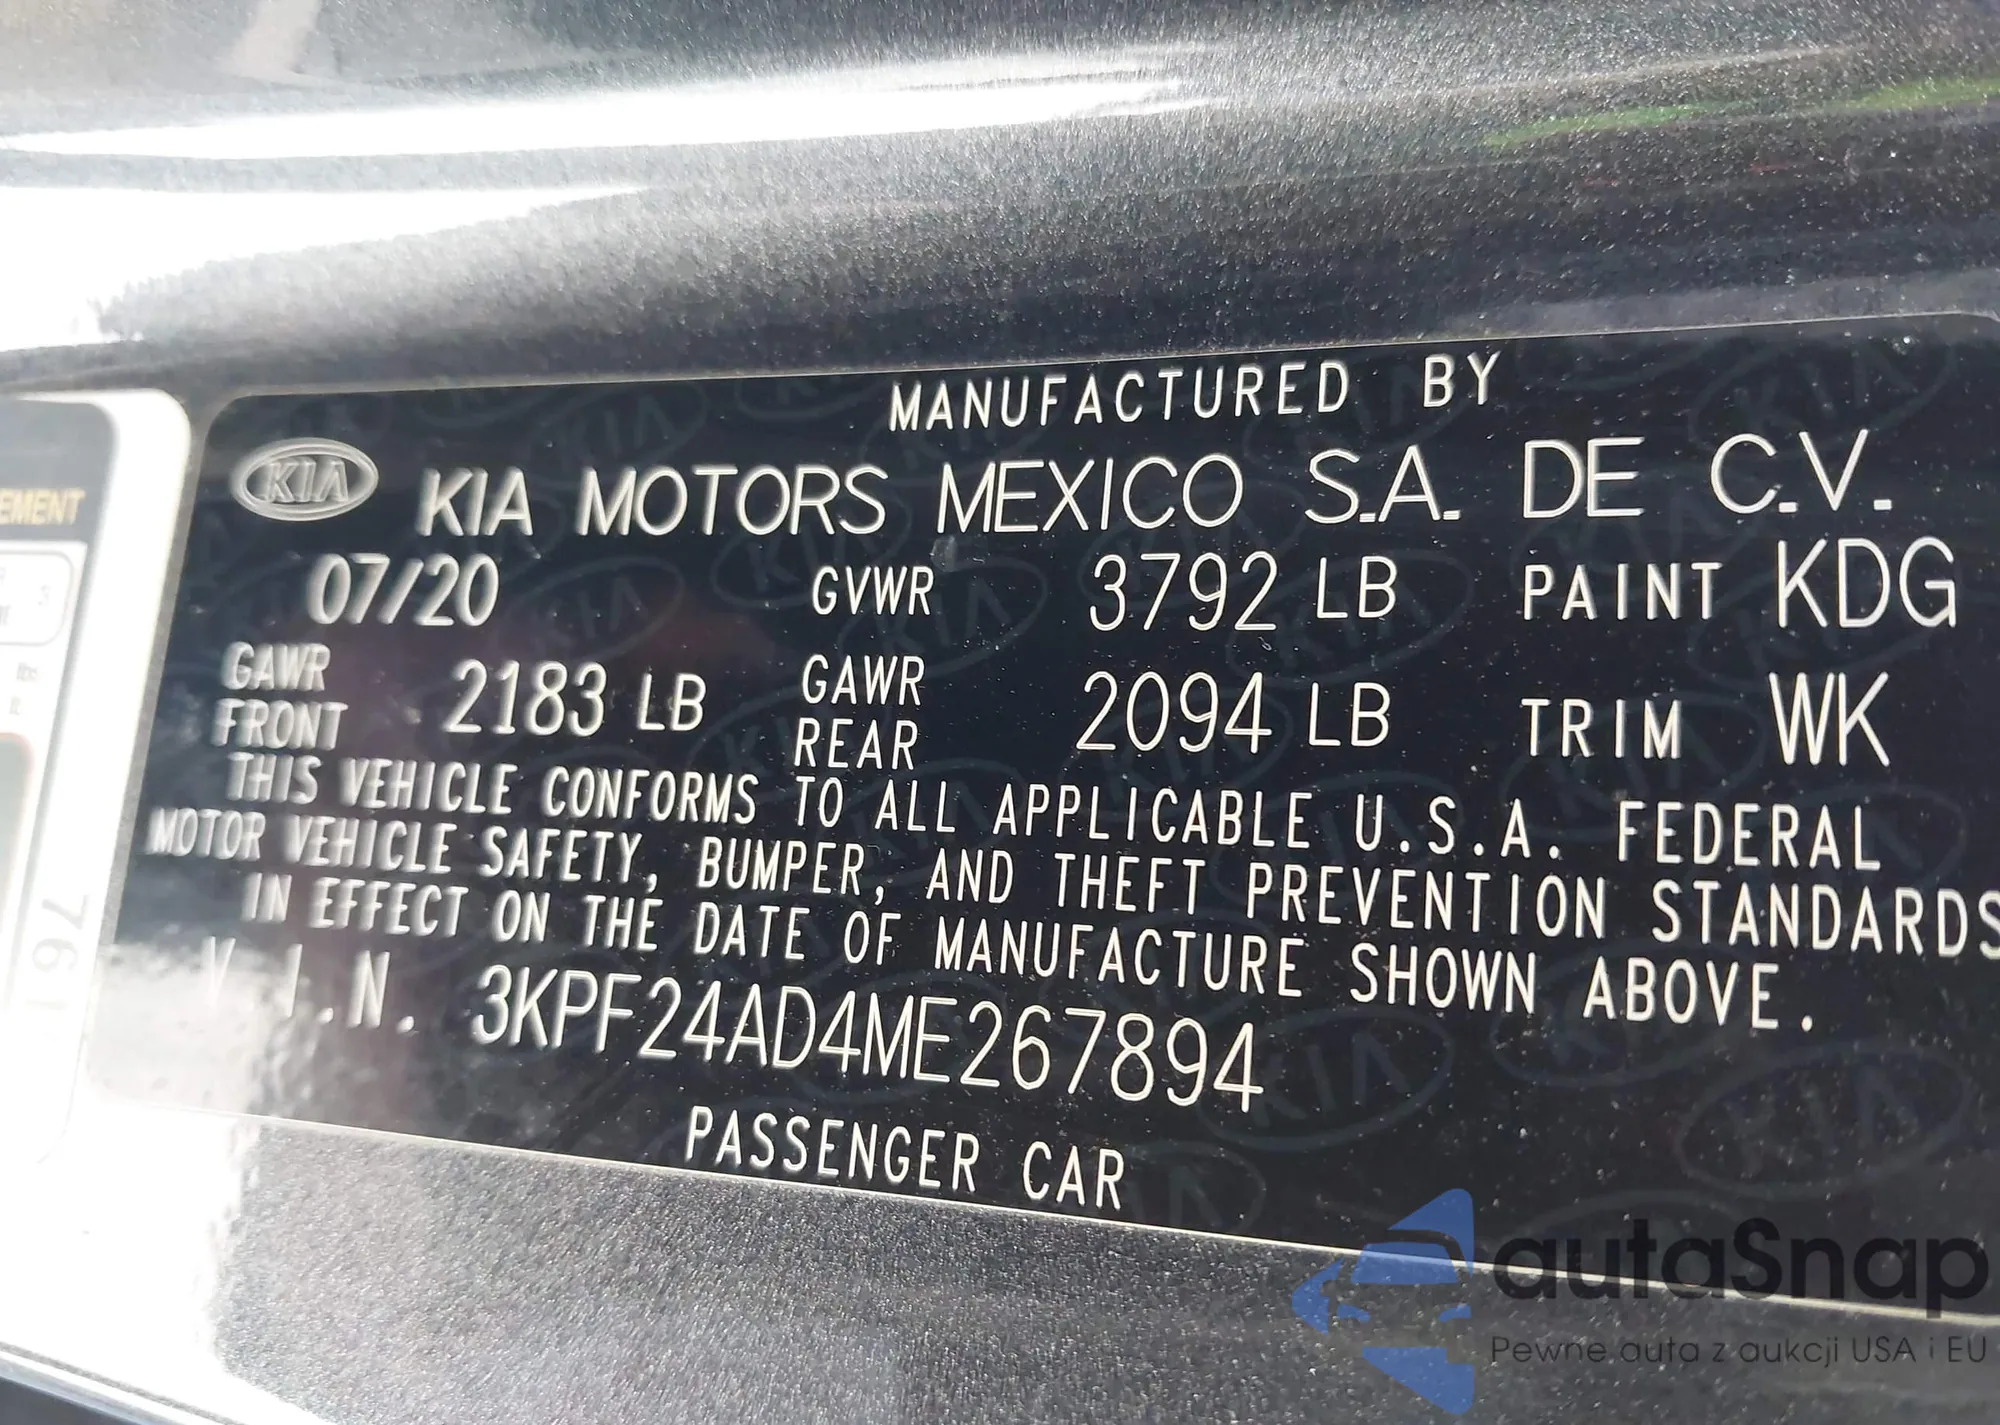 MANUFACTURED BY
KIA KIA MOTORS MEXICO S.A. DE C.V.
07/20 GVWR 3792 LB PAINT KDG
GAWR FRONT 2183 LB GAWR REAR 2094 LB TRIM WK
THIS VEHICLE CONFORMS TO ALL APPLICABLE U.S.A. FEDERAL
MOTOR VEHICLE SAFETY, BUMPER, AND THEFT PREVENTION STANDARDS
IN EFFECT ON THE DATE OF MANUFACTURE SHOWN ABOVE.
V.I.N. 3KPF24AD4ME267894
PASSENGER CAR
EMENT
lbs
76
autaSnap
Pewne auta z aukcji USA i EU